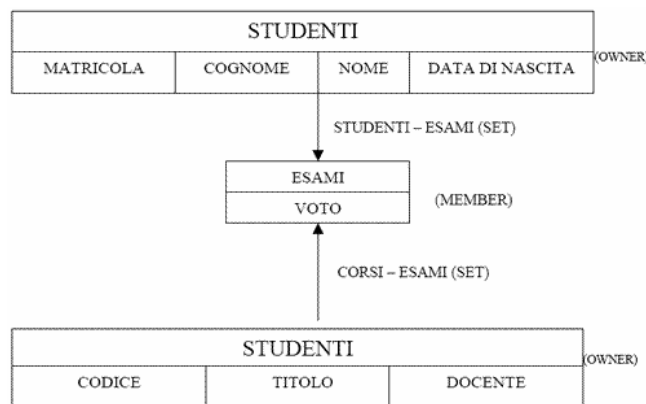 STUDENTI
(OWNER)
MATRICOLA COGNOME NOME DATA DI NASCITA
STUDENTI – ESAMI (SET)
ESAMI
VOTO
(MEMBER)
CORSI – ESAMI (SET)
STUDENTI
(OWNER)
CODICE TITOLO DOCENTE